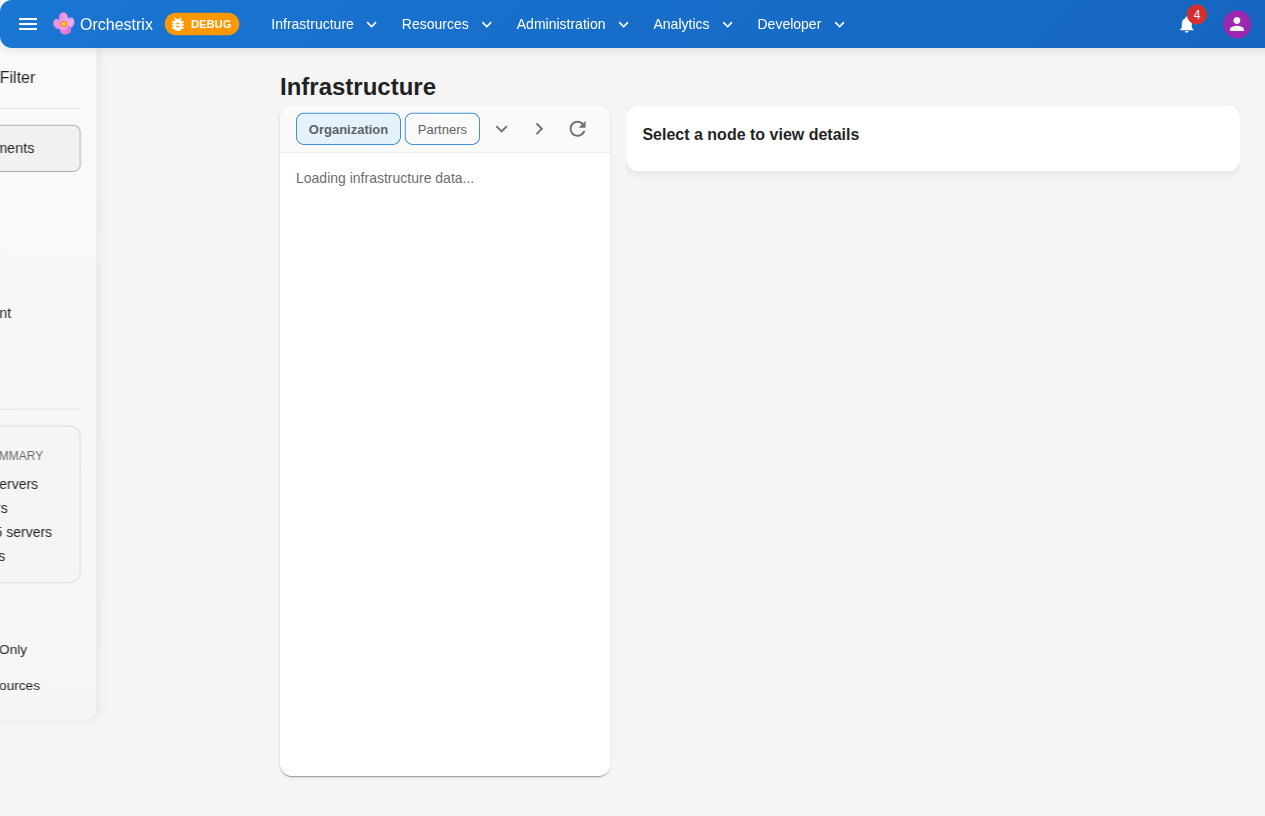 Orchestrix
DEBUG
Infrastructure
Resources
Administration
Analytics
Developer
4
Filter
ments
nt
MMARY
ervers
rs
5 servers
s
Only
ources
Infrastructure
Organization
Partners
Loading infrastructure data...
Select a node to view details